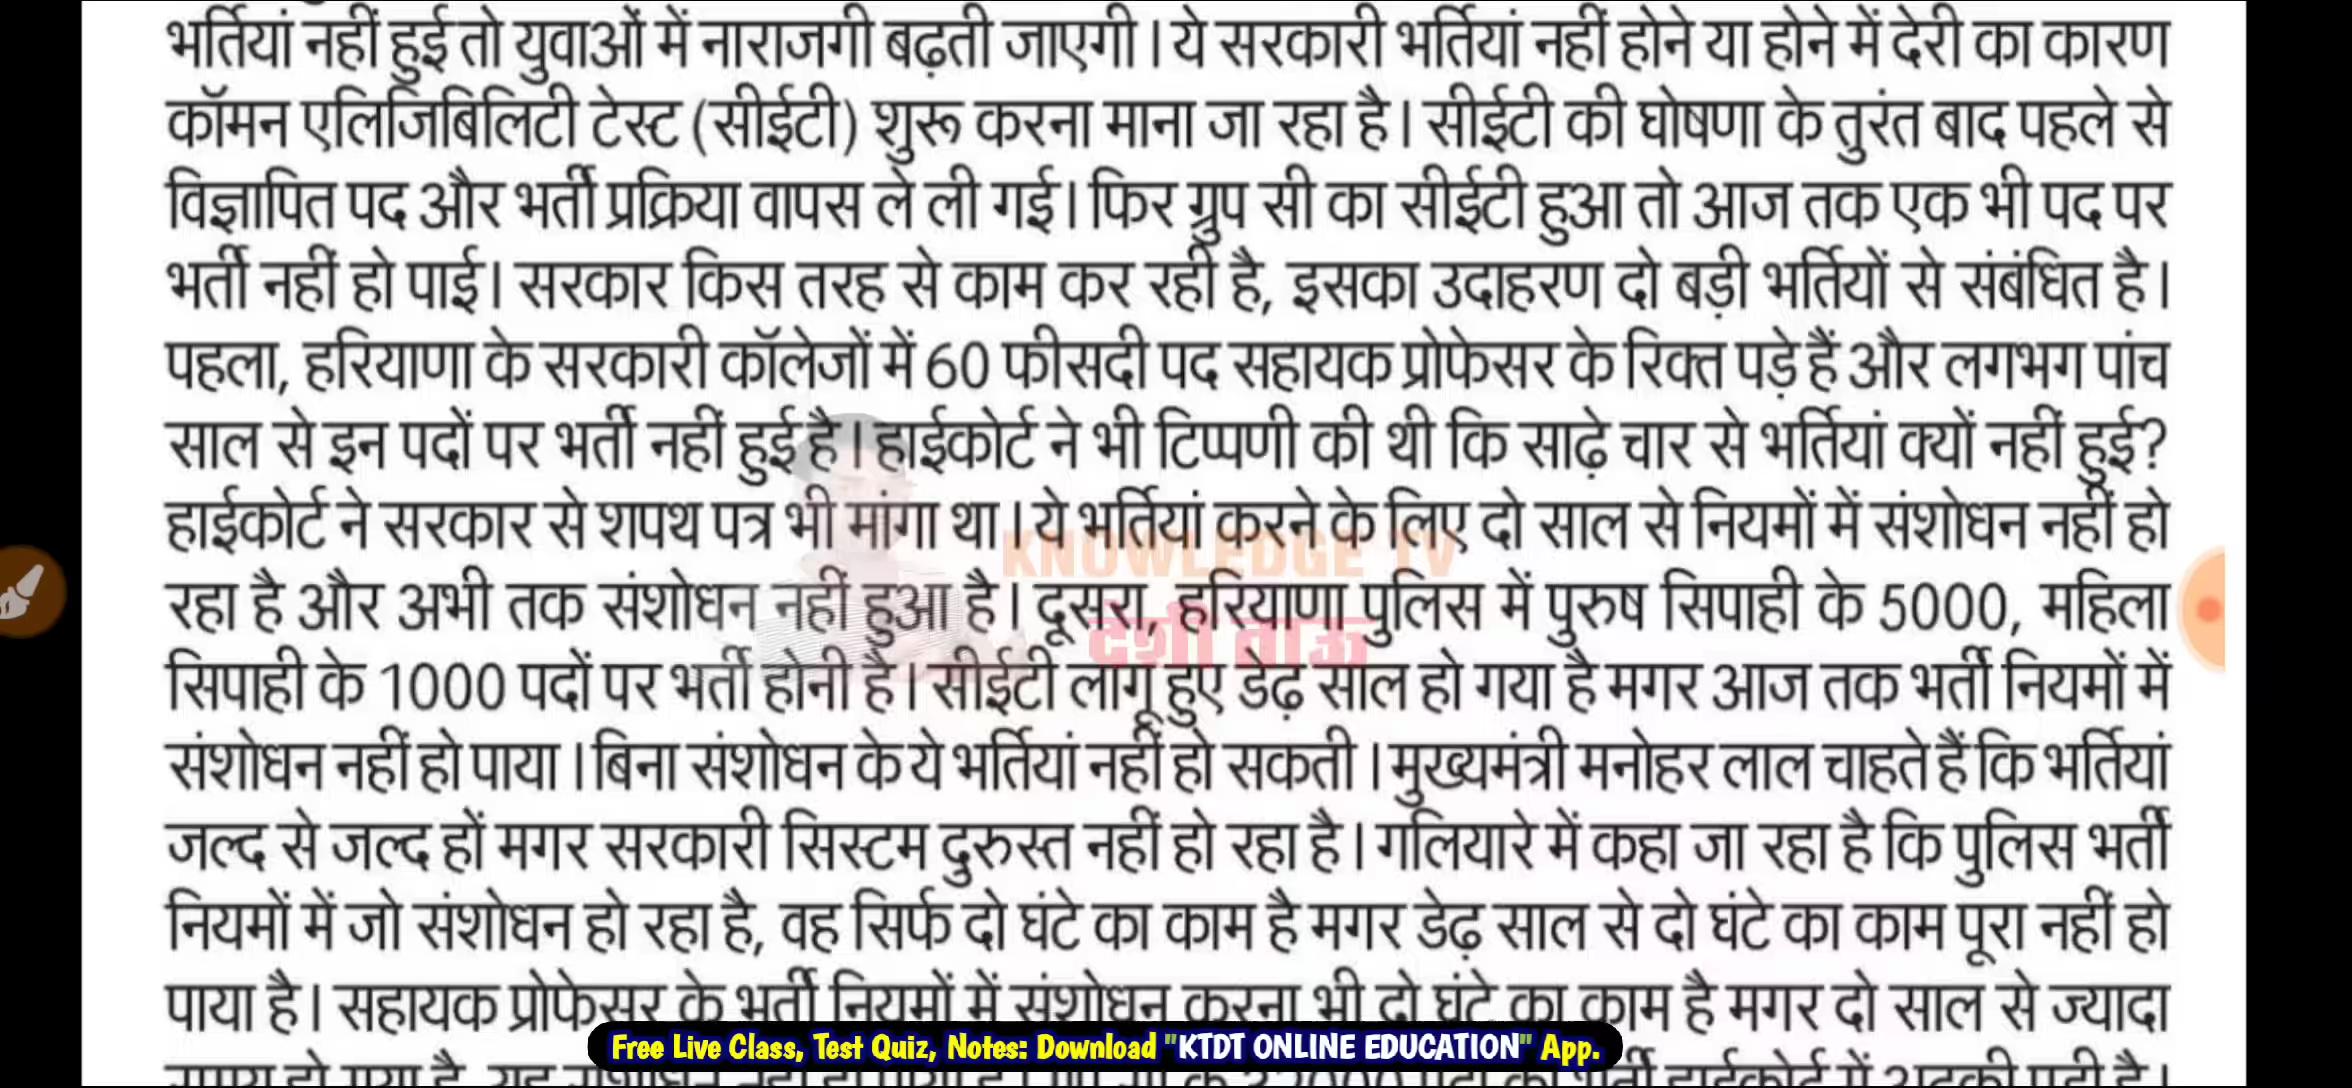 भर्तियां नहीं हुई तो युवाओं में नाराजगी बढ़ती जाएगी। ये सरकारी भर्तियां नहीं होने या होने में देरी का कारण
कॉमन एलिजिबिलिटी टेस्ट (सीईटी) शुरू करना माना जा रहा है। सीईटी की घोषणा के तुरंत बाद पहले से
विज्ञापित पद और भर्ती प्रक्रिया वापस ले ली गई। फिर ग्रुप सी का सीईटी हुआ तो आज तक एक भी पद पर
भर्ती नहीं हो पाई। सरकार किस तरह से काम कर रही है, इसका उदाहरण दो बड़ी भर्तियों से संबंधित है।
पहला, हरियाणा के सरकारी कॉलेजों में 60 फीसदी पद सहायक प्रोफेसर के रिक्त पड़े हैं और लगभग पांच
साल से इन पदों पर भर्ती नहीं हुई है। हाईकोर्ट ने भी टिप्पणी की थी कि साढ़े चार से भर्तियां क्यों नहीं हुई?
हाईकोर्ट ने सरकार से शपथ पत्र भी मांगा था। ये भर्तियां करने के लिए दो साल से नियमों में संशोधन नहीं हो
KNOWLEDGE TV
रहा है और अभी तक संशोधन नहीं हुआ है। दूसरा, हरियाणा पुलिस में पुरुष सिपाही के 5000, महिला
देशी ताऊ
सिपाही के 1000 पदों पर भर्ती होनी है। सीईटी लागू हुए डेढ़ साल हो गया है मगर आज तक भर्ती नियमों में
संशोधन नहीं हो पाया। बिना संशोधन के ये भर्तियां नहीं हो सकती। मुख्यमंत्री मनोहर लाल चाहते हैं कि भर्तियां
जल्द से जल्द हों मगर सरकारी सिस्टम दुरुस्त नहीं हो रहा है। गलियारे में कहा जा रहा है कि पुलिस भर्ती
नियमों में जो संशोधन हो रहा है, वह सिर्फ दो घंटे का काम है मगर डेढ़ साल से दो घंटे का काम पूरा नहीं हो
पाया है। सहायक प्रोफेसर के भर्ती नियमों में संशोधन करना भी दो घंटे का काम है मगर दो साल से ज्यादा
Free Live Class, Test Quiz, Notes: Download "KTDT ONLINE EDUCATION" App.